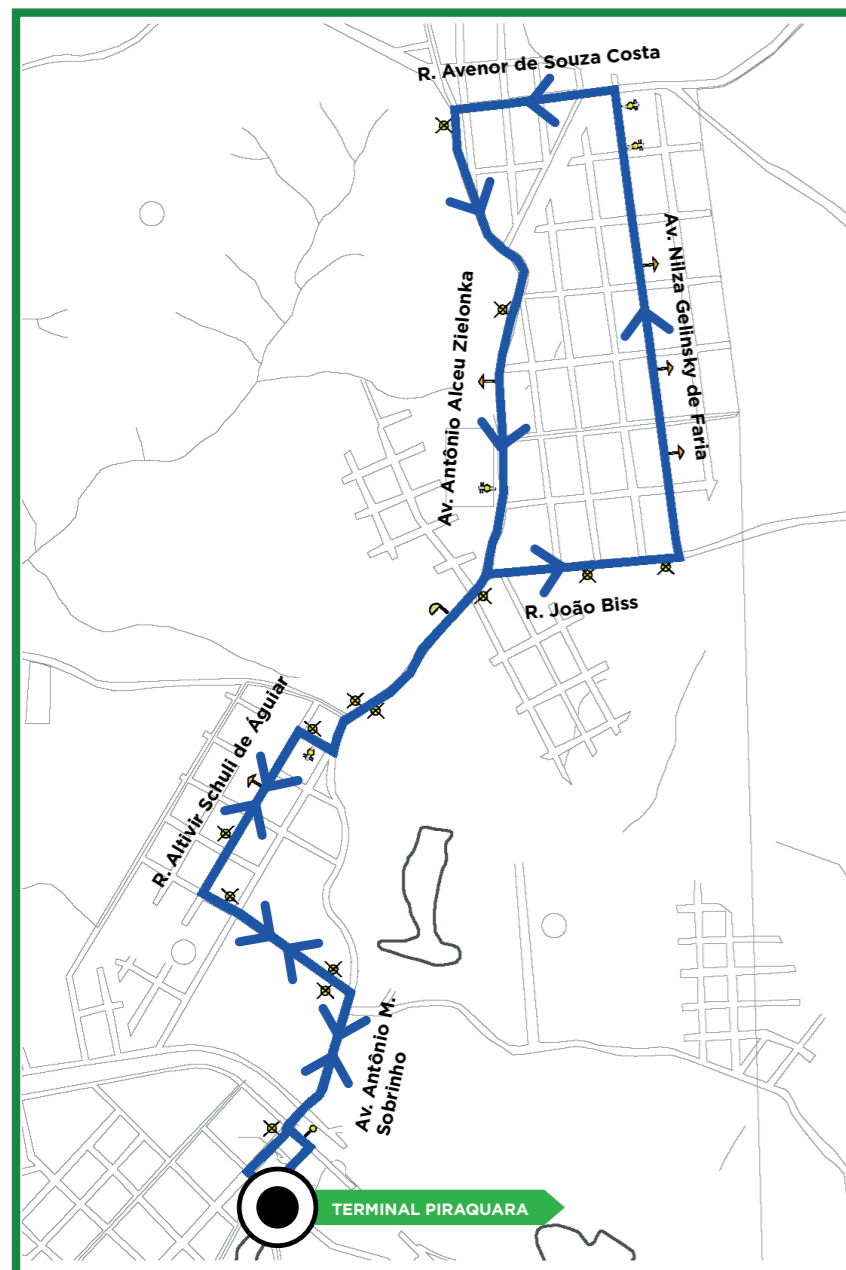 R. Avenor de Souza Costa
Av. Nilza Gelinsky de Faria
Av. Antônio Alceu Zielonka
R. João Biss
R. Altivir Schuli de Águiar
Av. Antônio M.
Sobrinho
TERMINAL PIRAQUARA